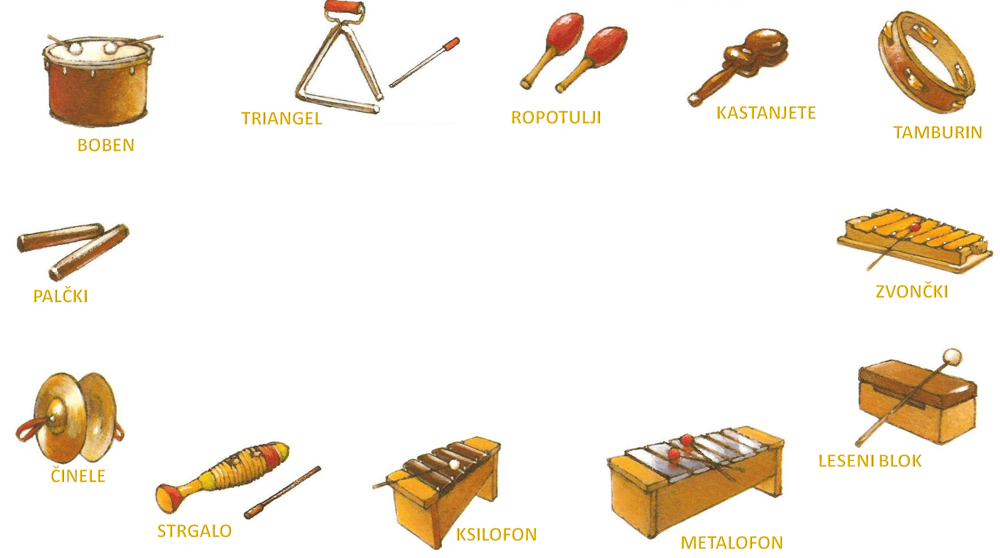 BOBEN
TRIANGEL
ROPOTULJI
KASTANJETE
TAMBURIN
PALČKI
ZVONČKI
ČINELE
STRGALO
KSILOFON
METALOFON
LESENI BLOK